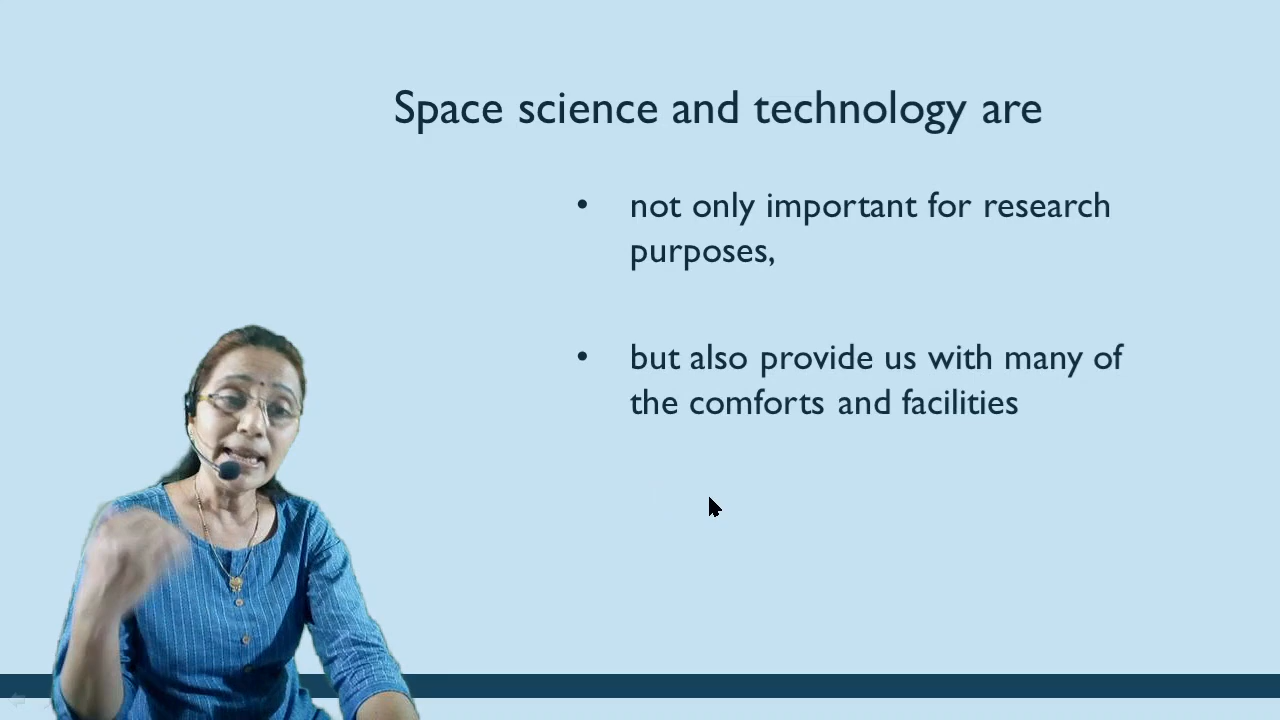 Space science and technology are
• not only important for research
purposes,
• but also provide us with many of
the comforts and facilities